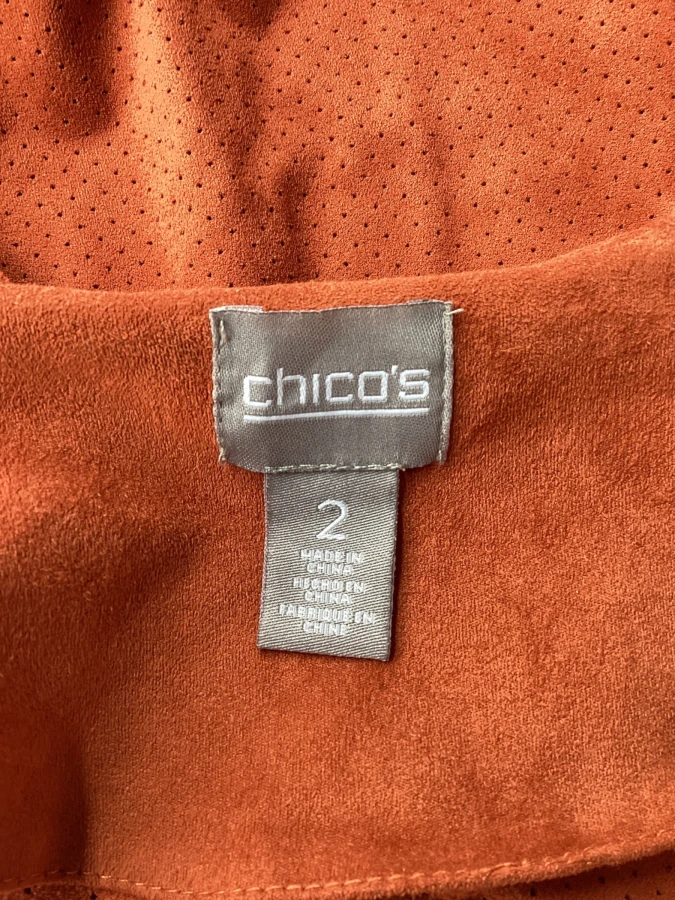 chico's
2
MADE IN
CHINA
HECHO EN
CHINA
FABRIQUE EN
CHINE